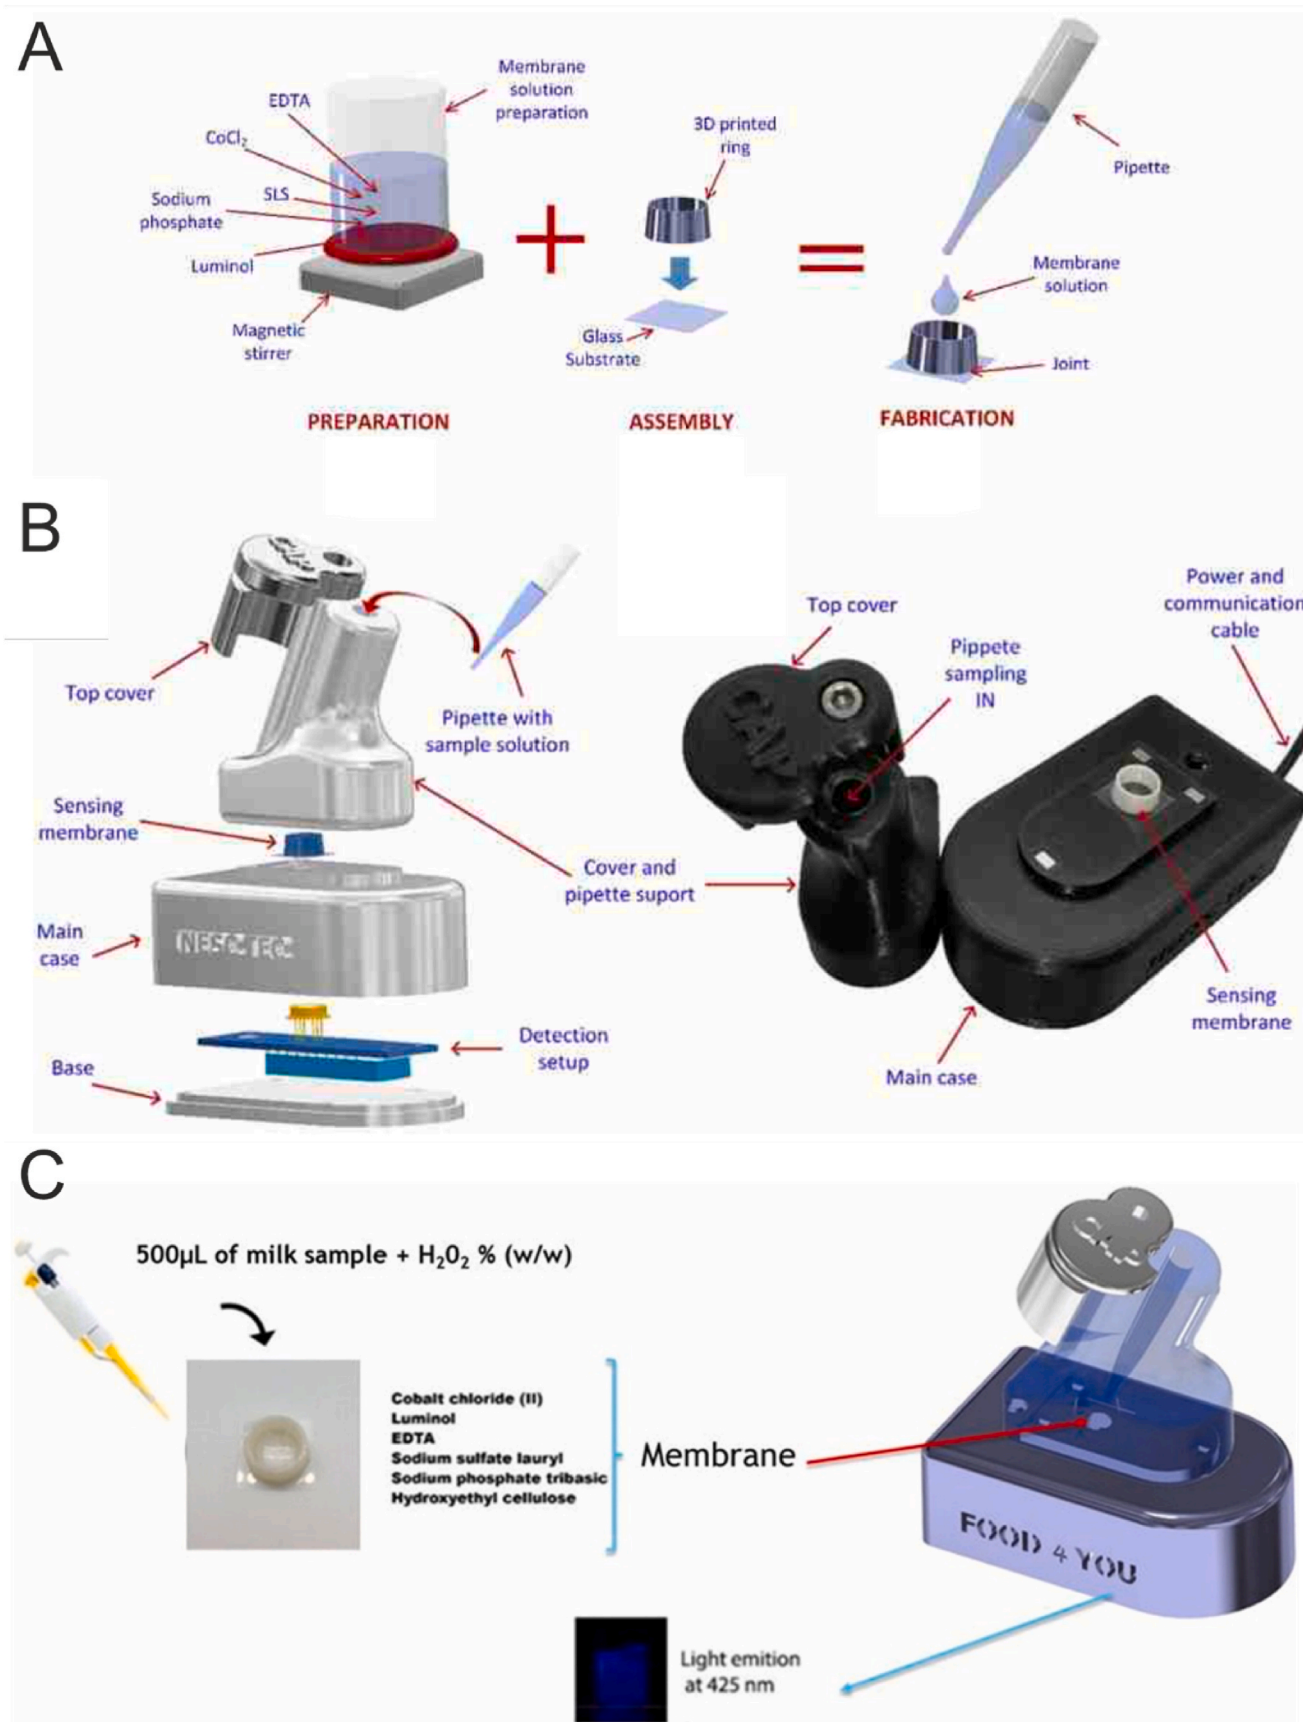 A
Membrane
solution
preparation
EDTA
CoCl₂
SLS
Sodium
phosphate
Luminol
Magnetic
stirrer
3D printed
ring
Glass
Substrate
Pipette
Membrane
solution
Joint
PREPARATION
ASSEMBLY
FABRICATION
B
Top cover
Pipette with
sample solution
Sensing
membrane
Cover and
pipette suport
Main
case
Detection
setup
Base
Top cover
Pippete
sampling
IN
Power and
communication
cable
CAP
Sensing
membrane
Main case
C
500µL of milk sample + H₂O₂ % (w/w)
Cobalt chloride (II)
Luminol
EDTA
Sodium sulfate lauryl
Sodium phosphate tribasic
Hydroxyethyl cellulose
Membrane
CAP
FOOD 4 YOU
Light emition
at 425 nm